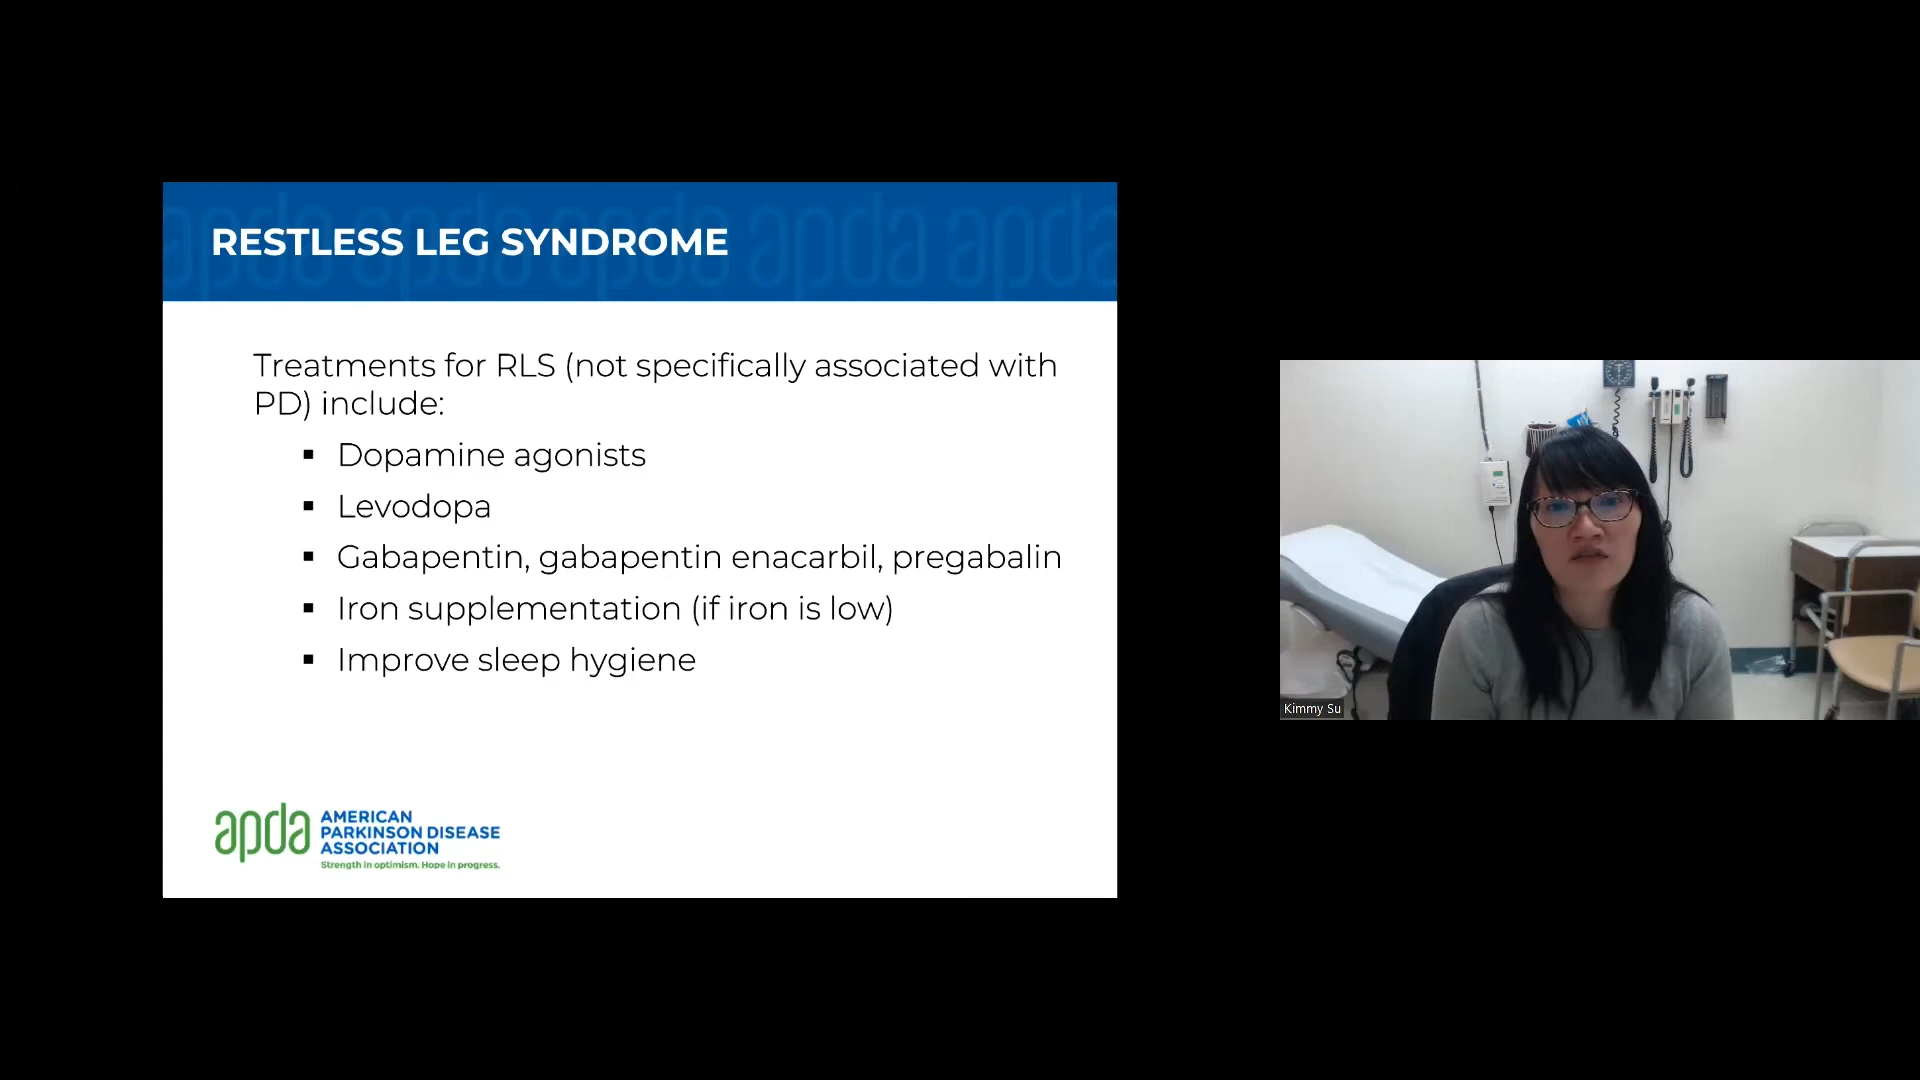 RESTLESS LEG SYNDROME
Treatments for RLS (not specifically associated with
PD) include:
▪ Dopamine agonists
▪ Levodopa
▪ Gabapentin, gabapentin enacarbil, pregabalin
▪ Iron supplementation (if iron is low)
▪ Improve sleep hygiene
apda
AMERICAN
PARKINSON DISEASE
ASSOCIATION
Strength in optimism. Hope in progress.
Kimmy Su